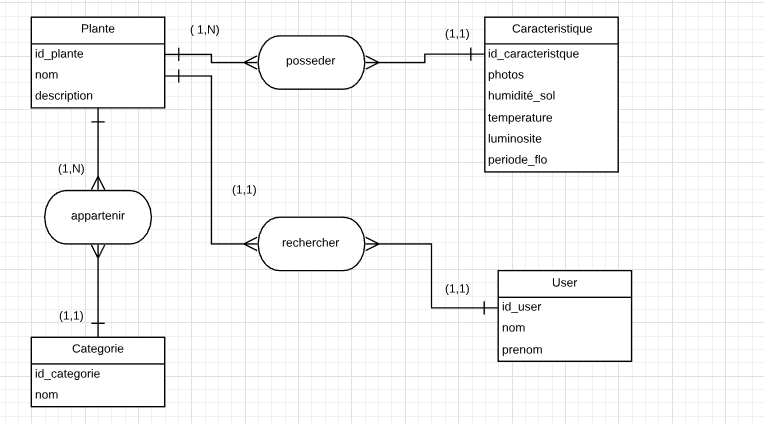 Plante
id_plante
nom
description
( 1,N)
posseder
(1,1)
Caracteristique
id_caracteristque
photos
humidité_sol
temperature
luminosite
periode_flo
(1,N)
appartenir
(1,1)
rechercher
(1,1)
User
id_user
nom
prenom
(1,1)
Categorie
id_categorie
nom